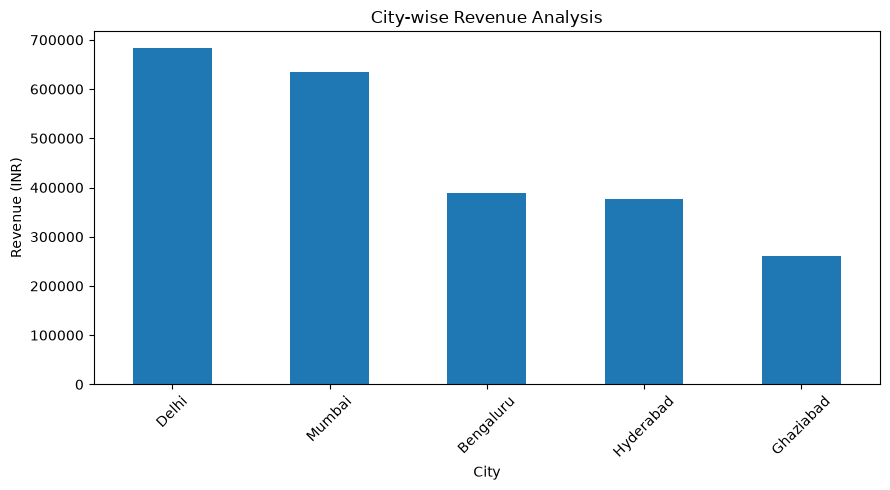 City-wise Revenue Analysis
Revenue (INR)
700000
600000
500000
400000
300000
200000
100000
0
Delhi
Mumbai
Bengaluru
Hyderabad
Ghaziabad
City